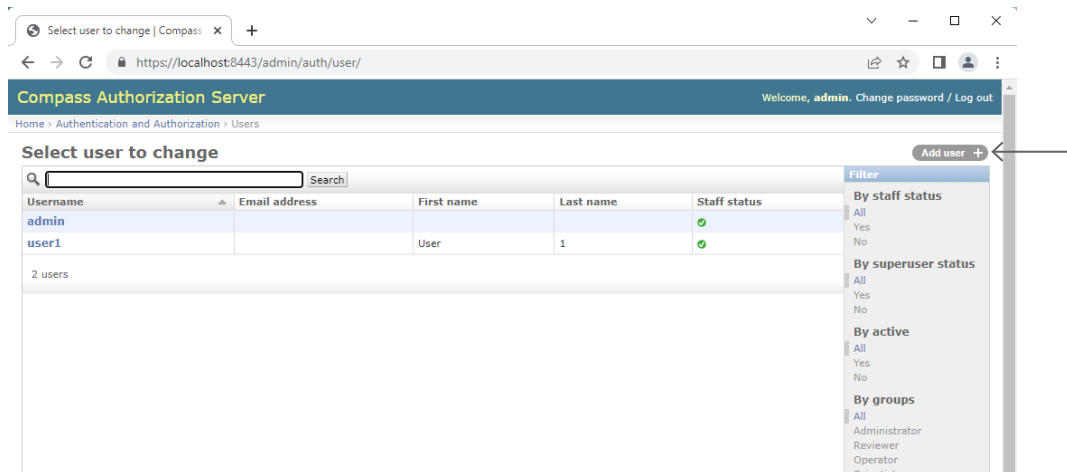 Select user to change | Compass
https://localhost:8443/admin/auth/user/
Compass Authorization Server
Welcome, admin. Change password / Log out
Home › Authentication and Authorization › Users
Select user to change
Add user +
Search
Filter
Username Email address First name Last name Staff status
admin
user1 User 1
2 users
By staff status
All
Yes
No
By superuser status
All
Yes
No
By active
All
Yes
No
By groups
All
Administrator
Reviewer
Operator